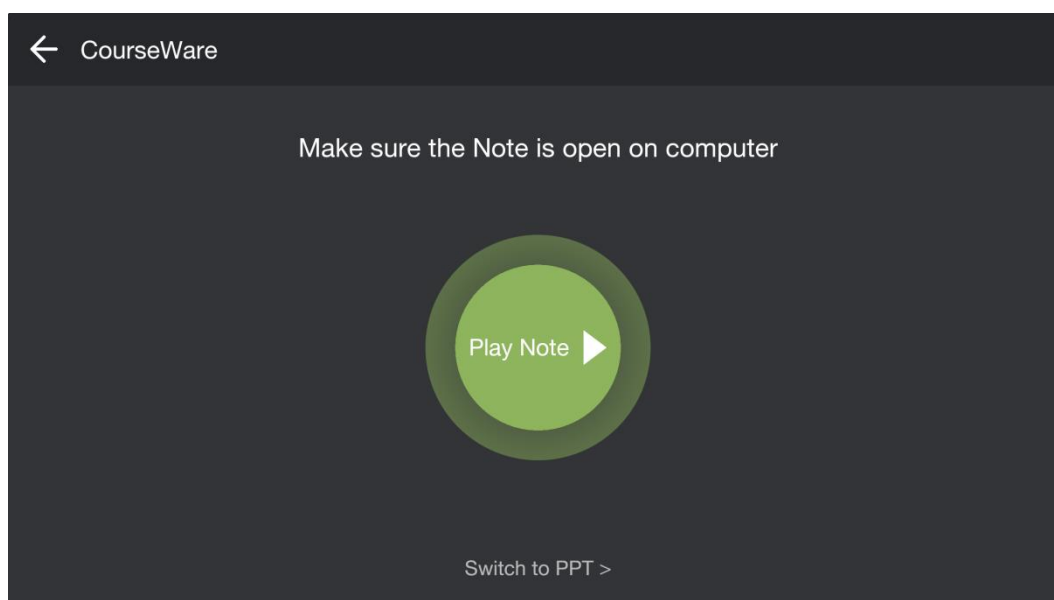 CourseWare
Make sure the Note is open on computer
Play Note
Switch to PPT >